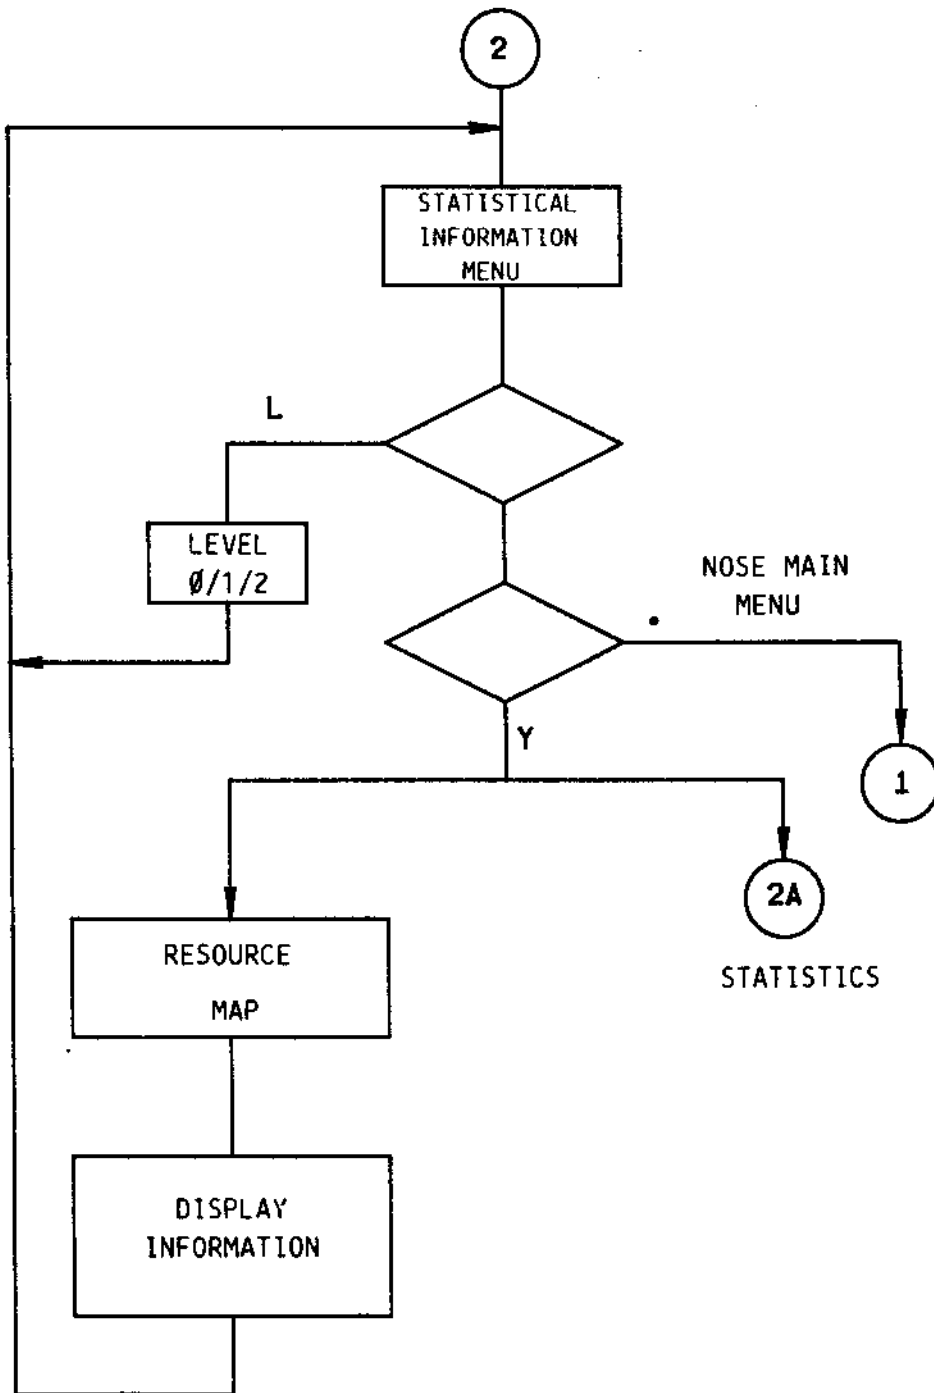 2
STATISTICAL
INFORMATION
MENU
L
LEVEL
Ø/1/2
NOSE MAIN
MENU
.
Y
1
2A
STATISTICS
RESOURCE
MAP
DISPLAY
INFORMATION